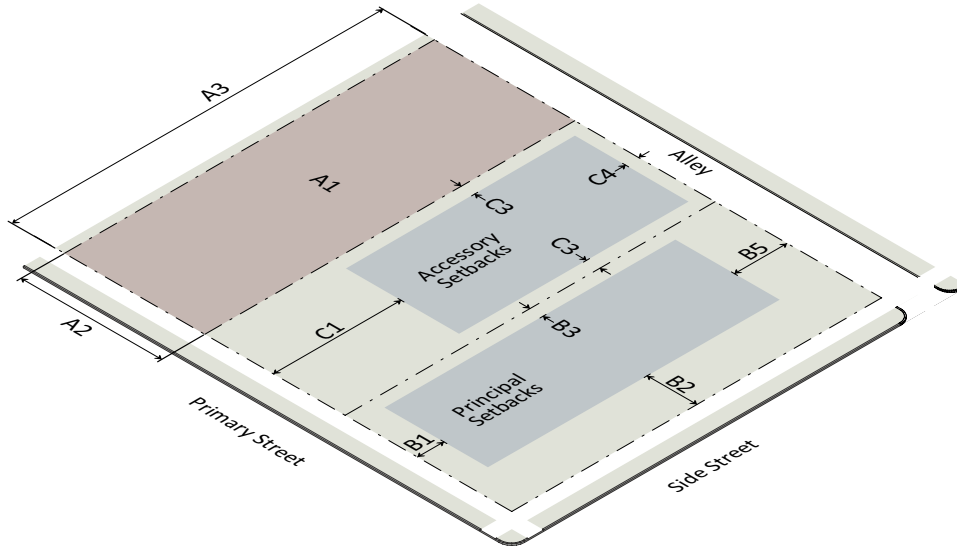 A3
Alley
A1
C4
C3
Accessory
Setbacks
C3
B5
A2
C1
B3
Principal
Setbacks
B2
B1
Primary Street
Side Street